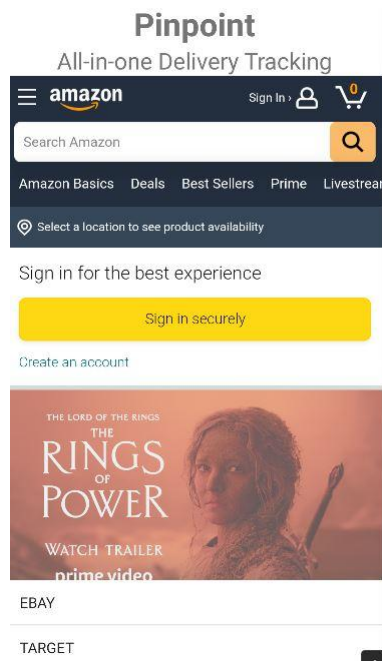 Pinpoint
All-in-one Delivery Tracking
amazon
Sign In ›
0
Search Amazon
Amazon Basics Deals Best Sellers Prime Livestrea
Select a location to see product availability
Sign in for the best experience
Sign in securely
Create an account
THE LORD OF THE RINGS
THE
RINGS
OF
POWER
WATCH TRAILER
prime video
EBAY
TARGET